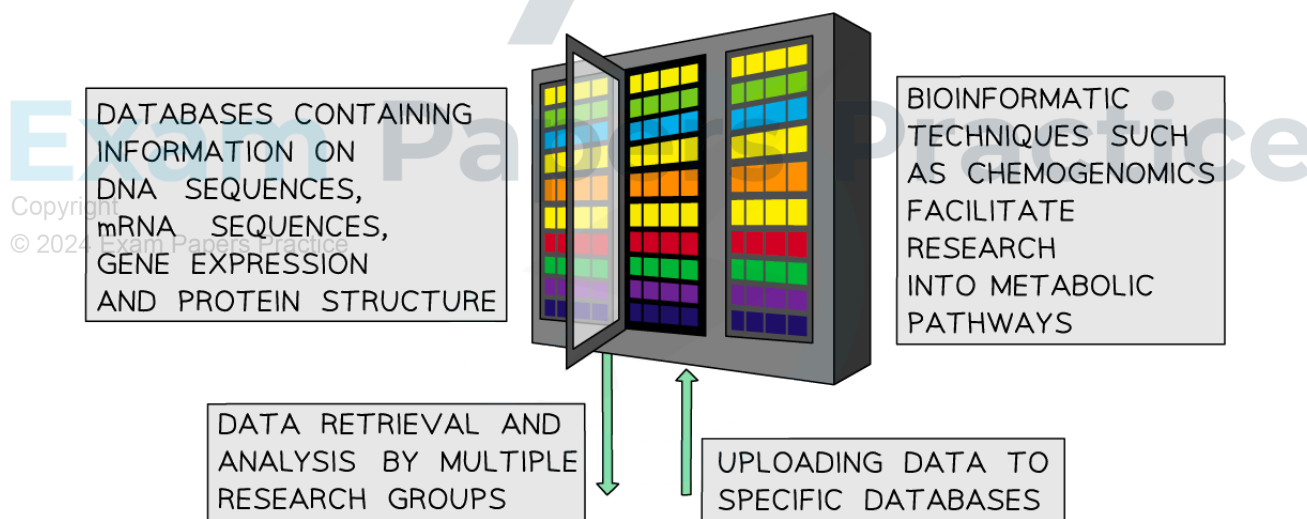 Exam Papers Practice
Copyright
© 2024 Exam Papers Practice
DATABASES CONTAINING
INFORMATION ON
DNA SEQUENCES,
mRNA SEQUENCES,
GENE EXPRESSION
AND PROTEIN STRUCTURE
BIOINFORMATIC
TECHNIQUES SUCH
AS CHEMOGENOMICS
FACILITATE
RESEARCH
INTO METABOLIC
PATHWAYS
DATA RETRIEVAL AND
ANALYSIS BY MULTIPLE
RESEARCH GROUPS
UPLOADING DATA TO
SPECIFIC DATABASES